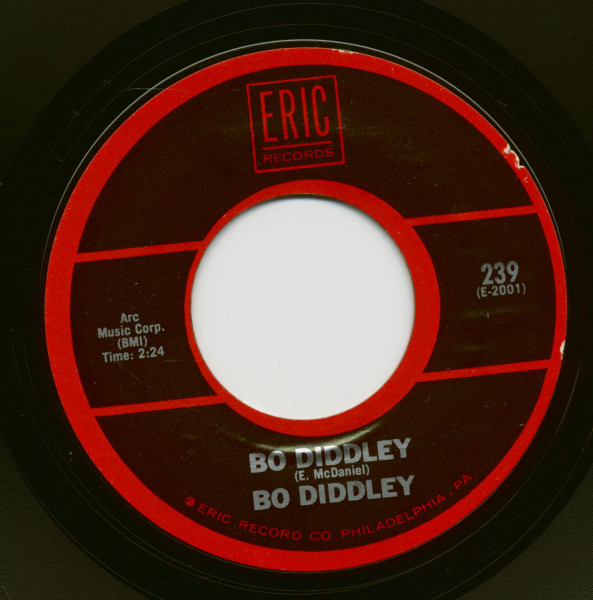 ERIC
RECORDS
239
(E-2001)
Arc
Music Corp.
(BMI)
Time: 2:24
BO DIDDLEY
(E. McDaniel)
BO DIDDLEY
℗ ERIC RECORD CO. PHILADELPHIA, PA